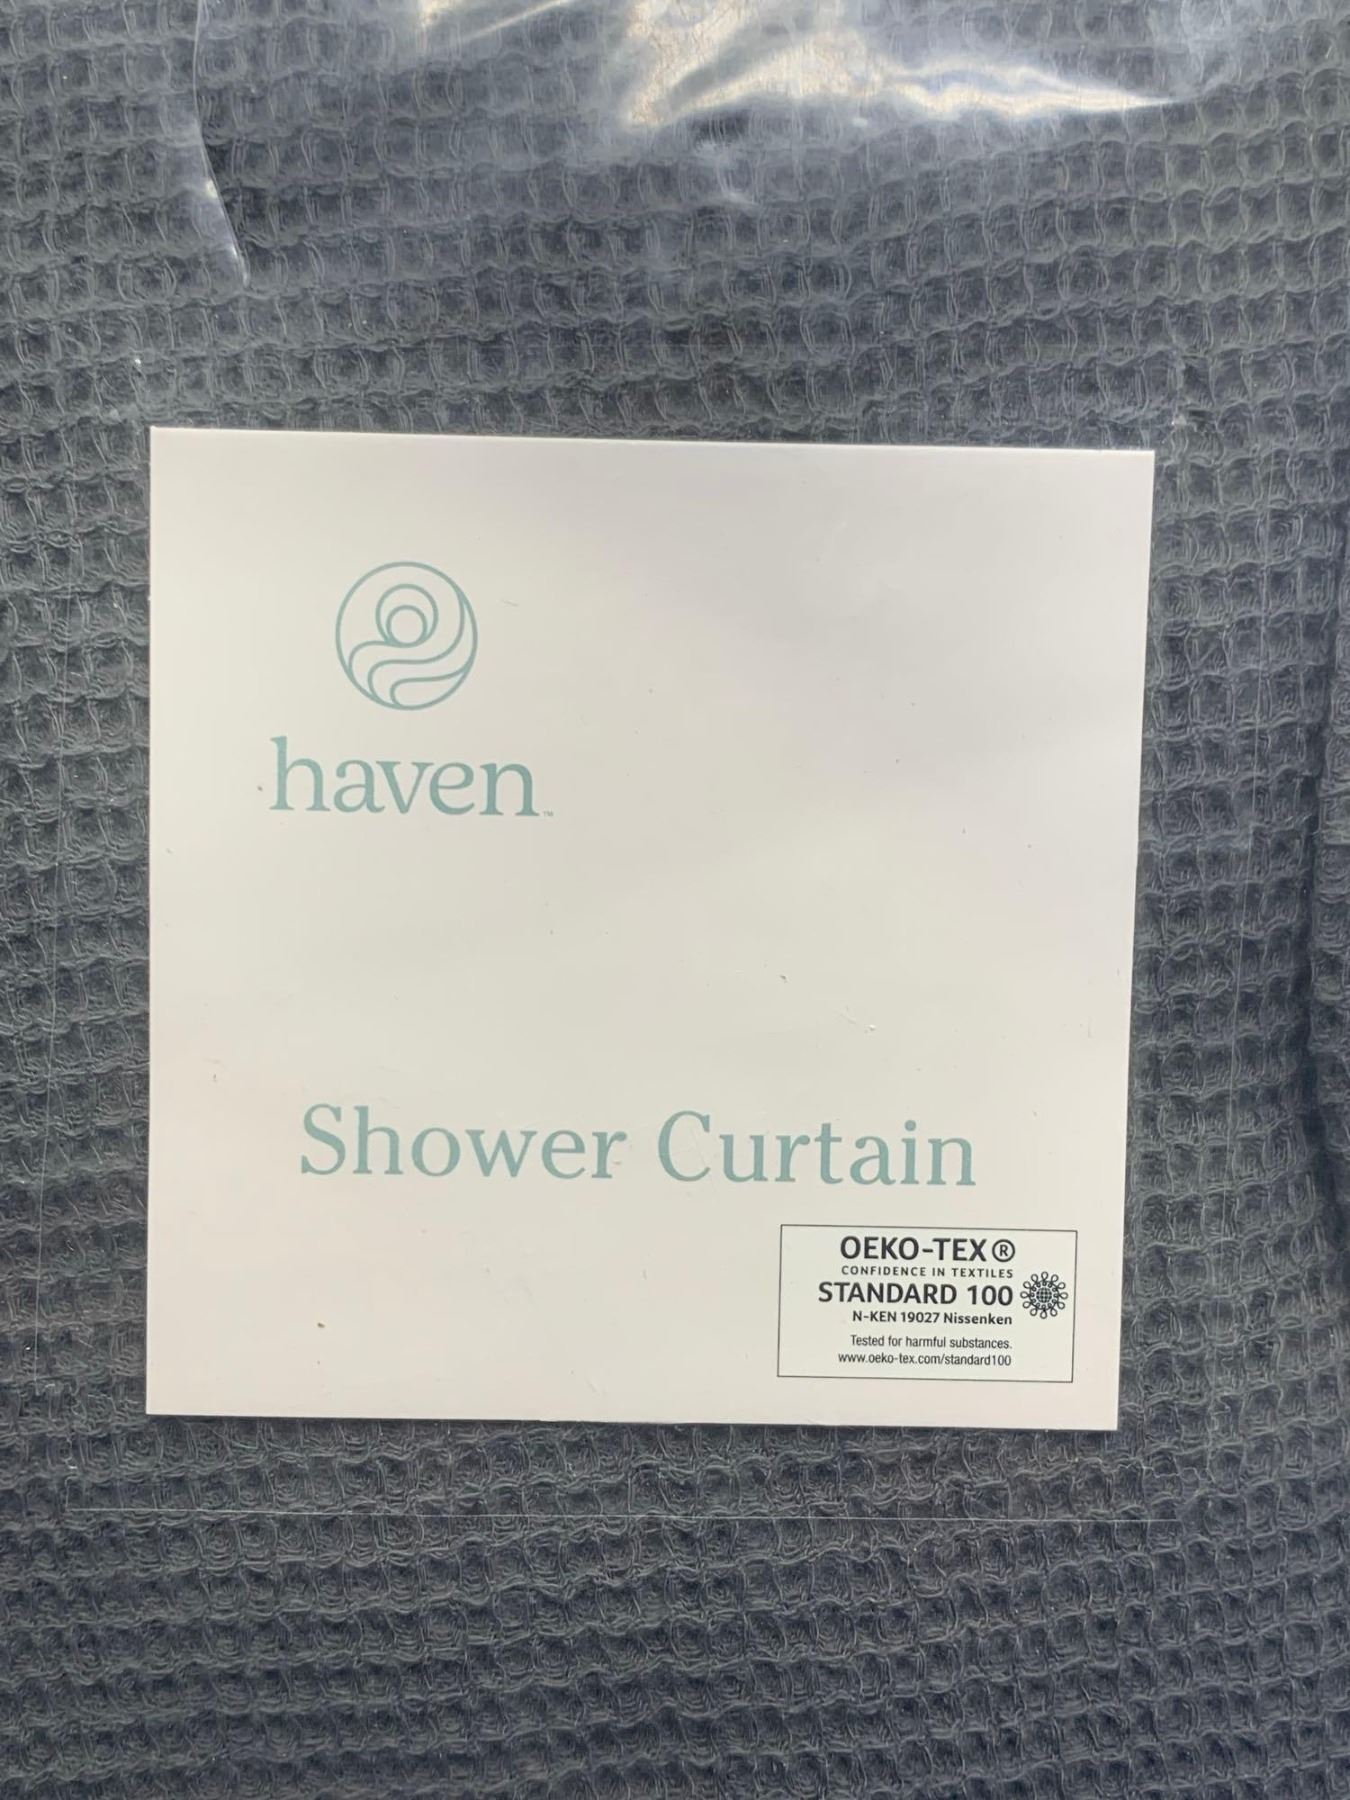 haven™
Shower Curtain
OEKO-TEX®
CONFIDENCE IN TEXTILES
STANDARD 100
N-KEN 19027 Nissenken
Tested for harmful substances.
www.oeko-tex.com/standard100